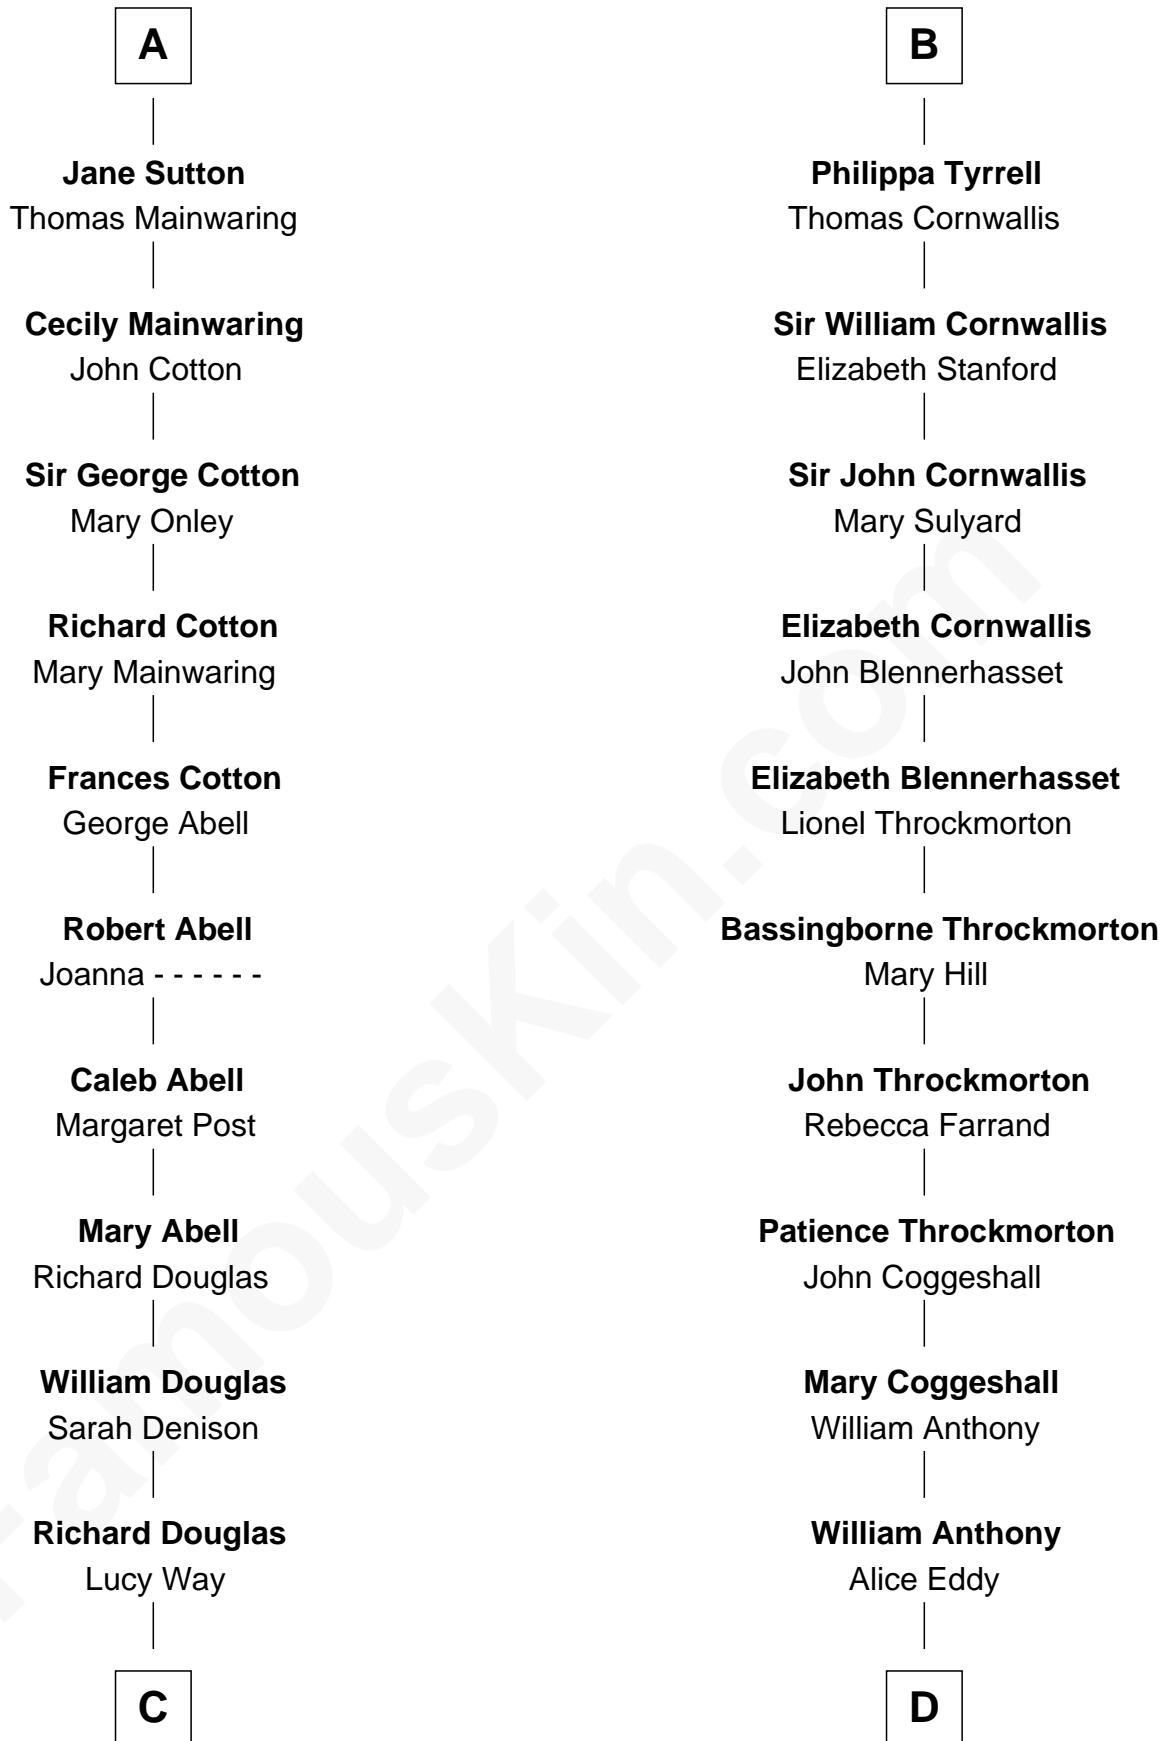 A
Jane Sutton
Thomas Mainwaring
Cecily Mainwaring
John Cotton
Sir George Cotton
Mary Onley
Richard Cotton
Mary Mainwaring
Frances Cotton
George Abell
Robert Abell
Joanna - - - - - -
Caleb Abell
Margaret Post
Mary Abell
Richard Douglas
William Douglas
Sarah Denison
Richard Douglas
Lucy Way
C
B
Philippa Tyrrell
Thomas Cornwallis
Sir William Cornwallis
Elizabeth Stanford
Sir John Cornwallis
Mary Sulyard
Elizabeth Cornwallis
John Blennerhasset
Elizabeth Blennerhasset
Lionel Throckmorton
Bassingborne Throckmorton
Mary Hill
John Throckmorton
Rebecca Farrand
Patience Throckmorton
John Coggeshall
Mary Coggeshall
William Anthony
William Anthony
Alice Eddy
D
FamousKin.com